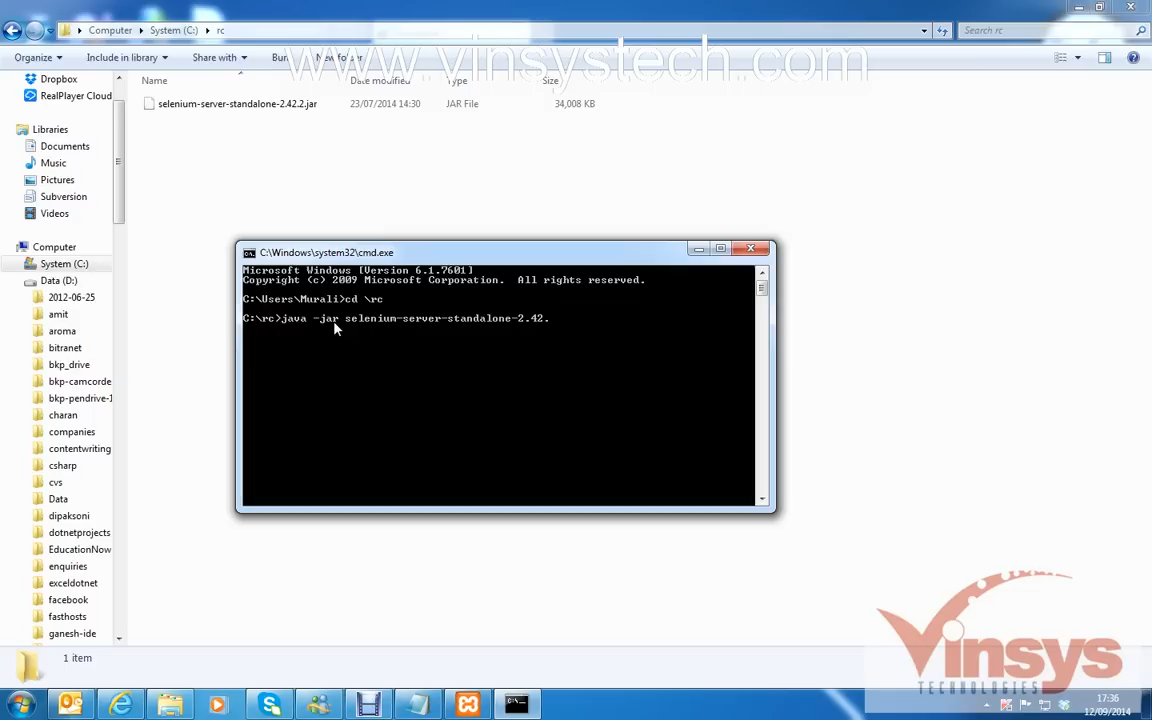 Computer
System (C:)
rc
Search rc
Organize
Include in library
Share with
New folder
www.vinsystech.com
Name
Date modified
Type
Size
selenium-server-standalone-2.42.2.jar
23/07/2014 14:30
JAR File
34,008 KB
Dropbox
RealPlayer Cloud
Libraries
Documents
Music
Pictures
Subversion
Videos
Computer
System (C:)
Data (D:)
2012-06-25
amit
aroma
bitranet
bkp_drive
bkp-camcorde
bkp-pendrive-1
charan
companies
contentwriting
csharp
cvs
Data
dipaksoni
dotnetprojects
EducationNow
enquiries
exceldotnet
facebook
fasthosts
ganesh-ide
C:\Windows\system32\cmd.exe
Microsoft Windows [Version 6.1.7601]
Copyright (c) 2009 Microsoft Corporation. All rights reserved.
C:\Users\Murali>cd \rc
C:\rc>java -jar selenium-server-standalone-2.42.
1 item
Vinsys
TECHNOLOGIES
17:36
12/09/2014